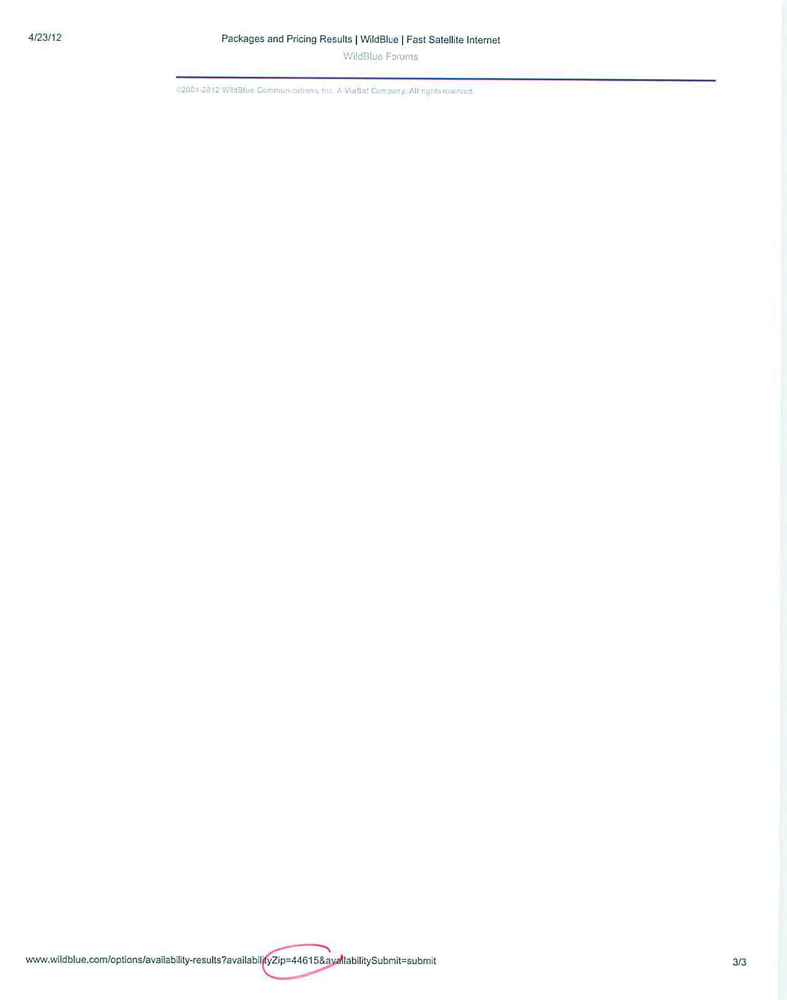 4/23/12
Packages and Pricing Results | WildBlue | Fast Satellite Internet
WildBlue Forums
©2004-2012 WildBlue Communications, Inc. A ViaSat Company. All rights reserved.
www.wildblue.com/options/availability-results?availabilityZip=44615&availabilitySubmit=submit
3/3